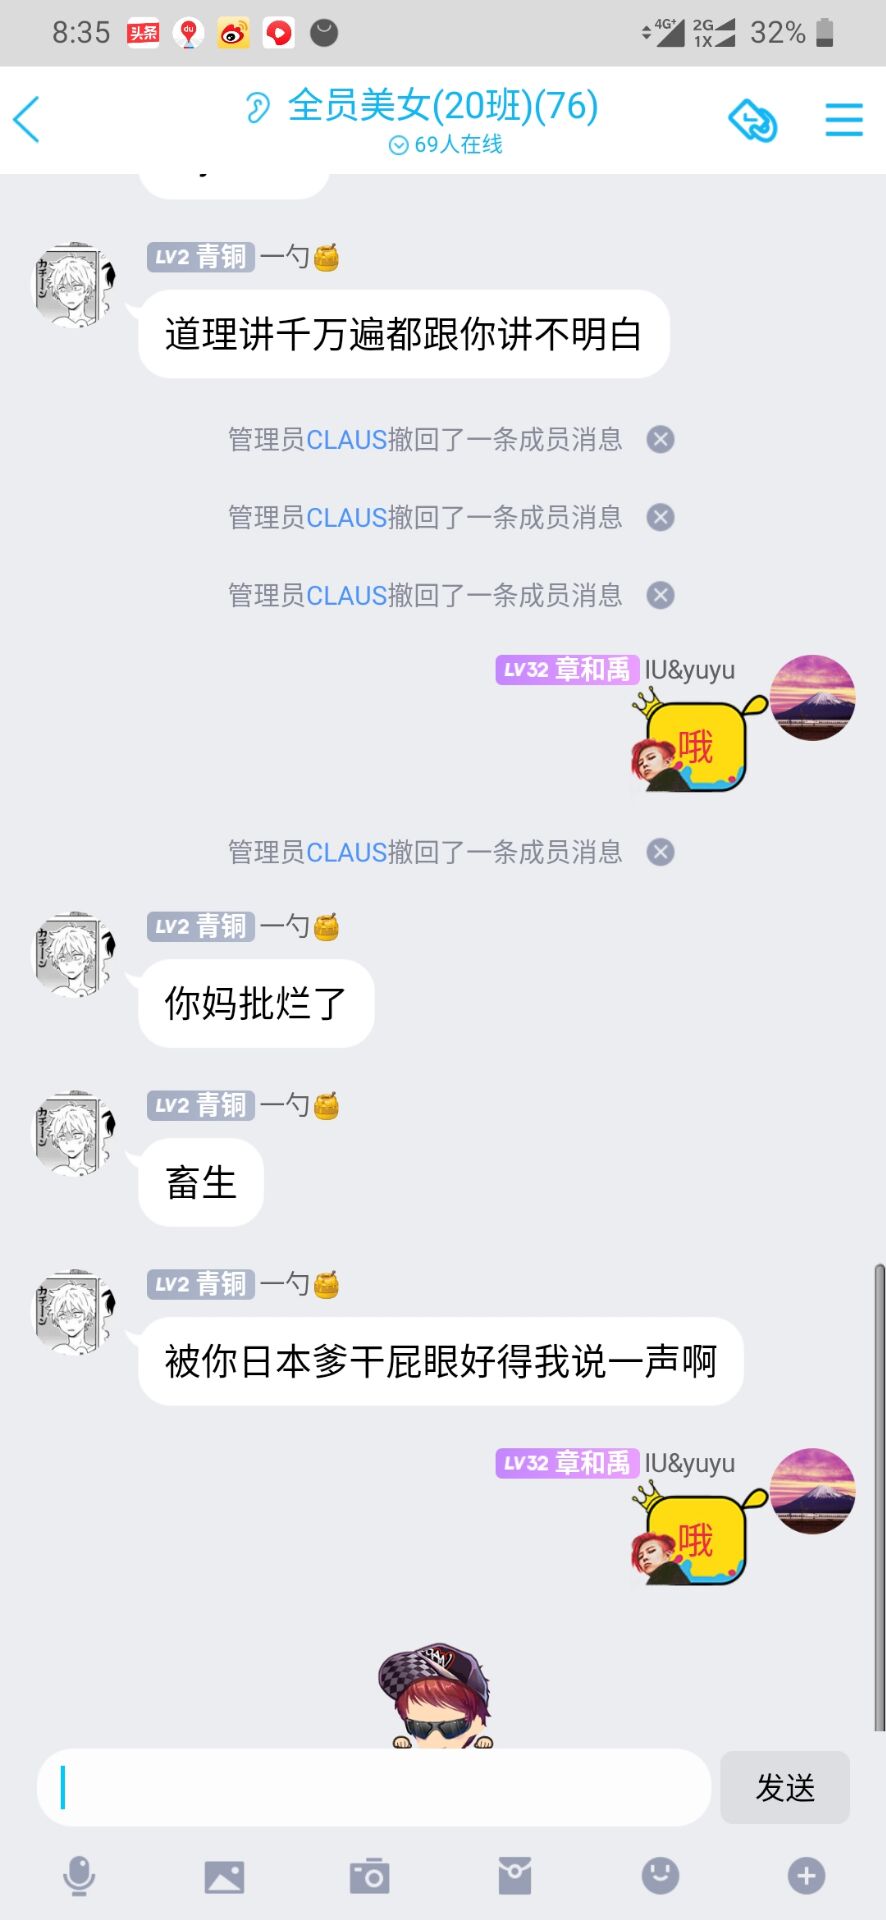 8:35 头条 du 4G+ 2G 1X 32%
全员美女(20班)(76)
69人在线
LV2 青铜 一勺🍯
道理讲千万遍都跟你讲不明白
管理员CLAUS撤回了一条成员消息
管理员CLAUS撤回了一条成员消息
管理员CLAUS撤回了一条成员消息
LV32 章和禹 IU&yuyu
哦
管理员CLAUS撤回了一条成员消息
LV2 青铜 一勺🍯
你妈批烂了
LV2 青铜 一勺🍯
畜生
LV2 青铜 一勺🍯
被你日本爹干屁眼好得我说一声啊
LV32 章和禹 IU&yuyu
哦
发送